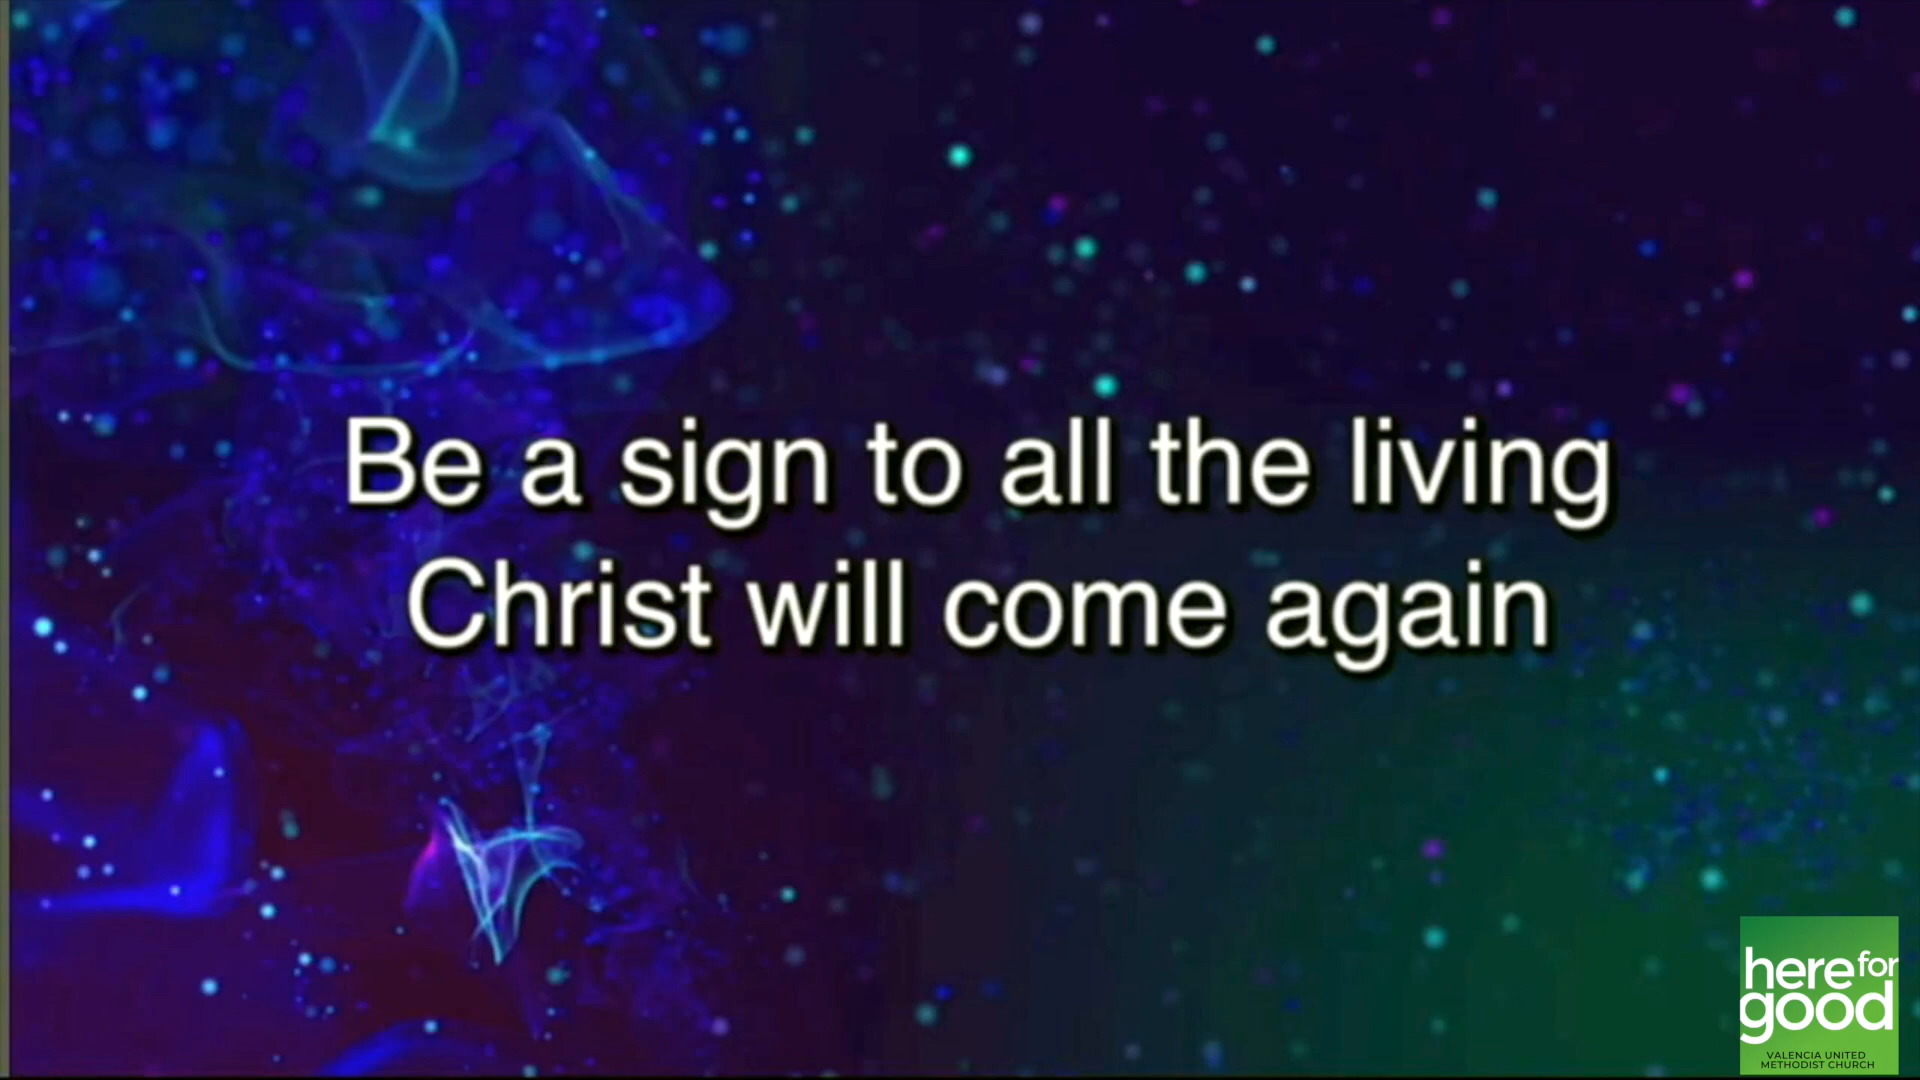 Be a sign to all the living
Christ will come again
here for
good
VALENCIA UNITED
METHODIST CHURCH